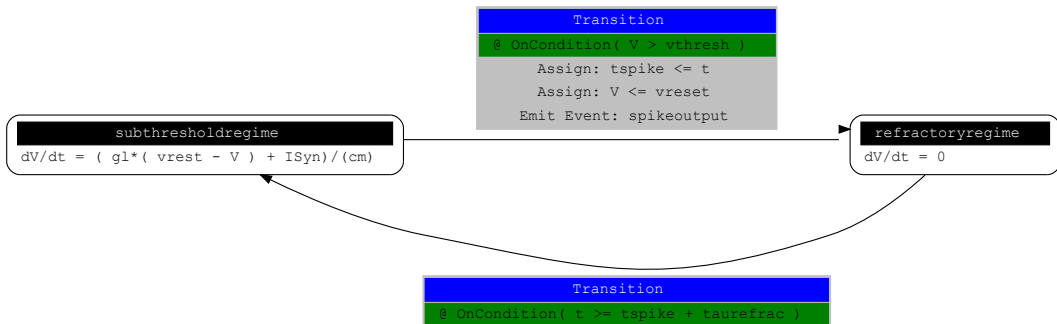 Transition
@ OnCondition( V > vthresh )
Assign: tspike <= t
Assign: V <= vreset
Emit Event: spikeoutput
subthresholdregime
dV/dt = ( gl*( vrest - V ) + ISyn)/(cm)
refractoryregime
dV/dt = 0
Transition
@ OnCondition( t >= tspike + taurefrac )